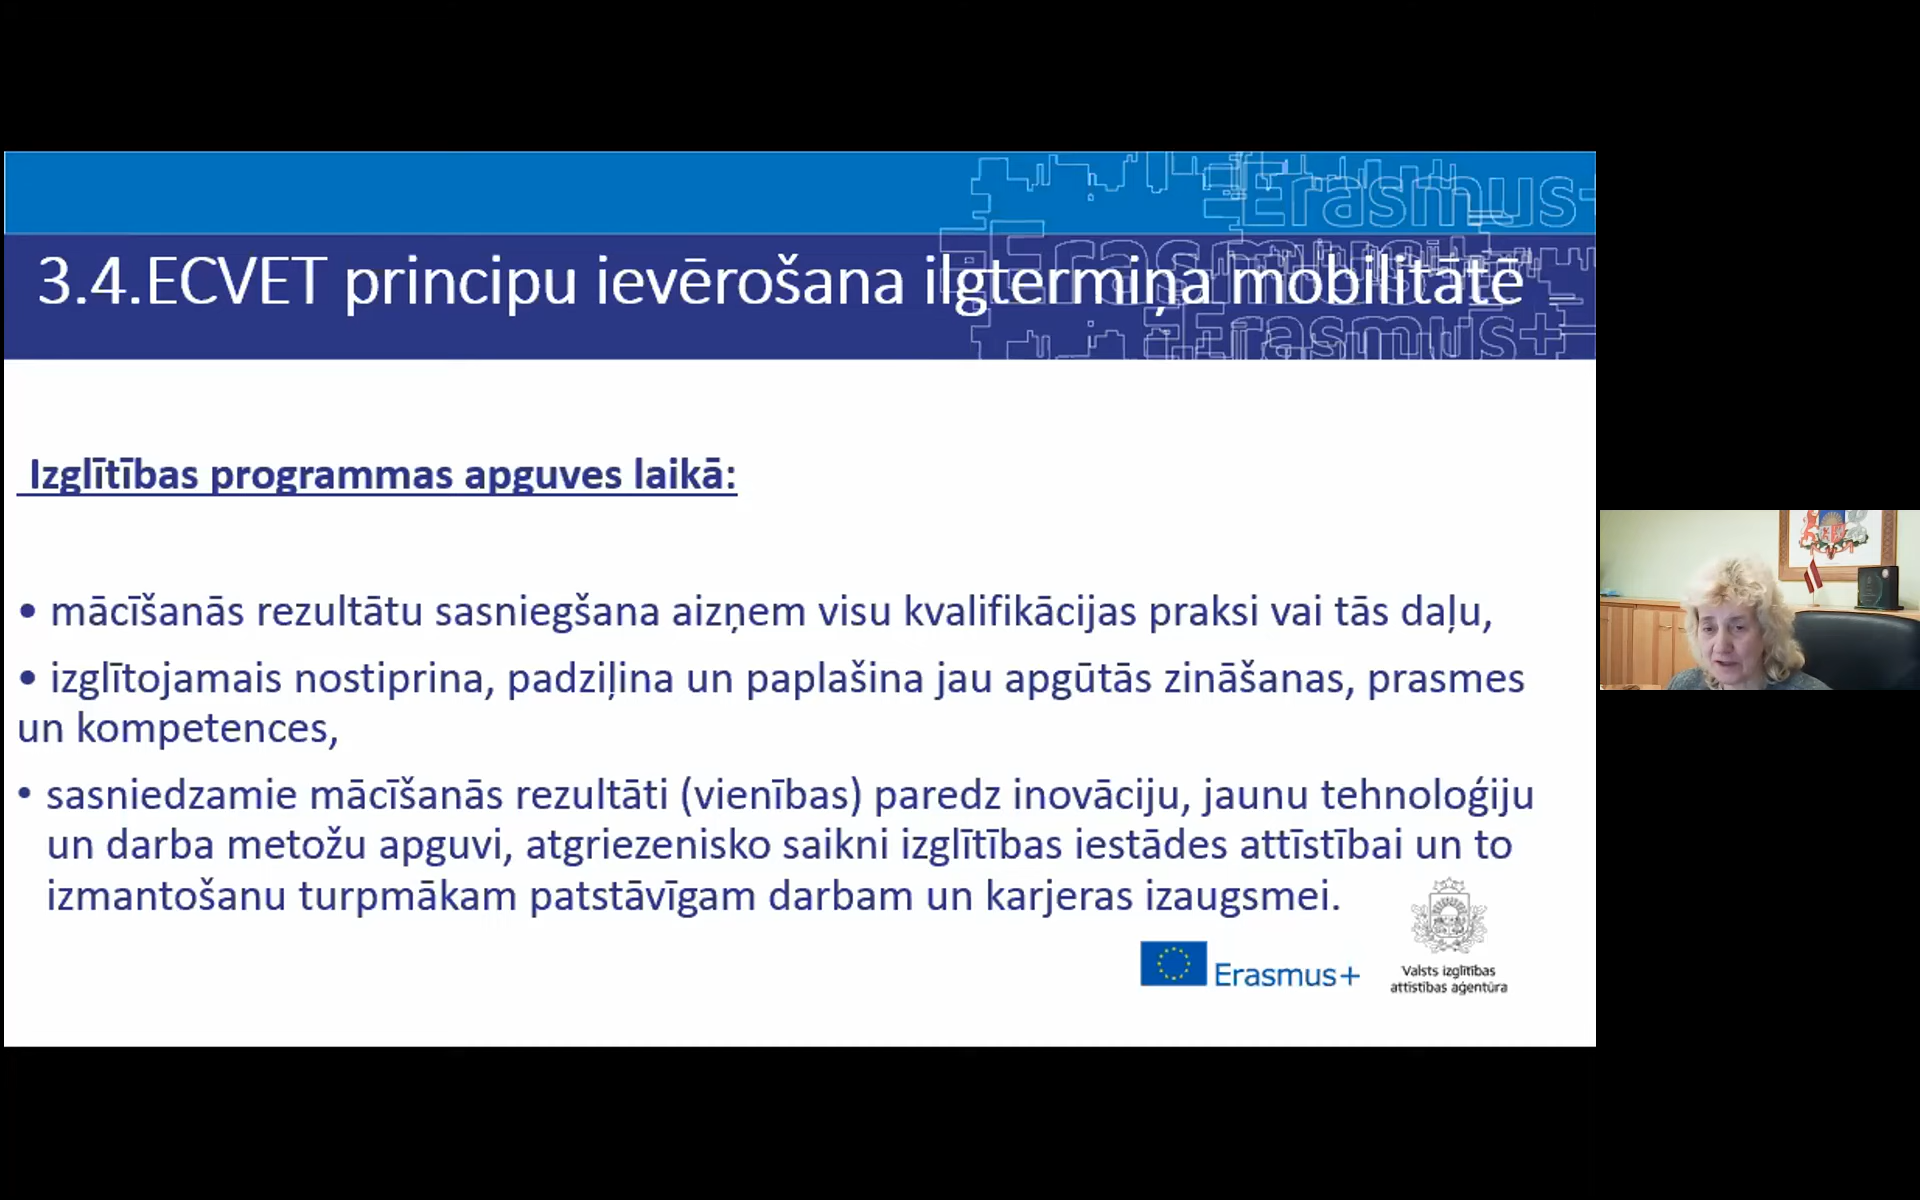 Erasmus+
Erasmus+
Erasmus+
3.4.ECVET principu ievērošana ilgtermiņa mobilitātē
Izglītības programmas apguves laikā:
• mācīšanās rezultātu sasniegšana aizņem visu kvalifikācijas praksi vai tās daļu,
• izglītojamais nostiprina, padziļina un paplašina jau apgūtās zināšanas, prasmes
un kompetences,
• sasniedzamie mācīšanās rezultāti (vienības) paredz inovāciju, jaunu tehnoloģiju
un darba metožu apguvi, atgriezenisko saikni izglītības iestādes attīstībai un to
izmantošanu turpmākam patstāvīgam darbam un karjeras izaugsmei.
Erasmus+
Valsts izglītības
attīstības aģentūra